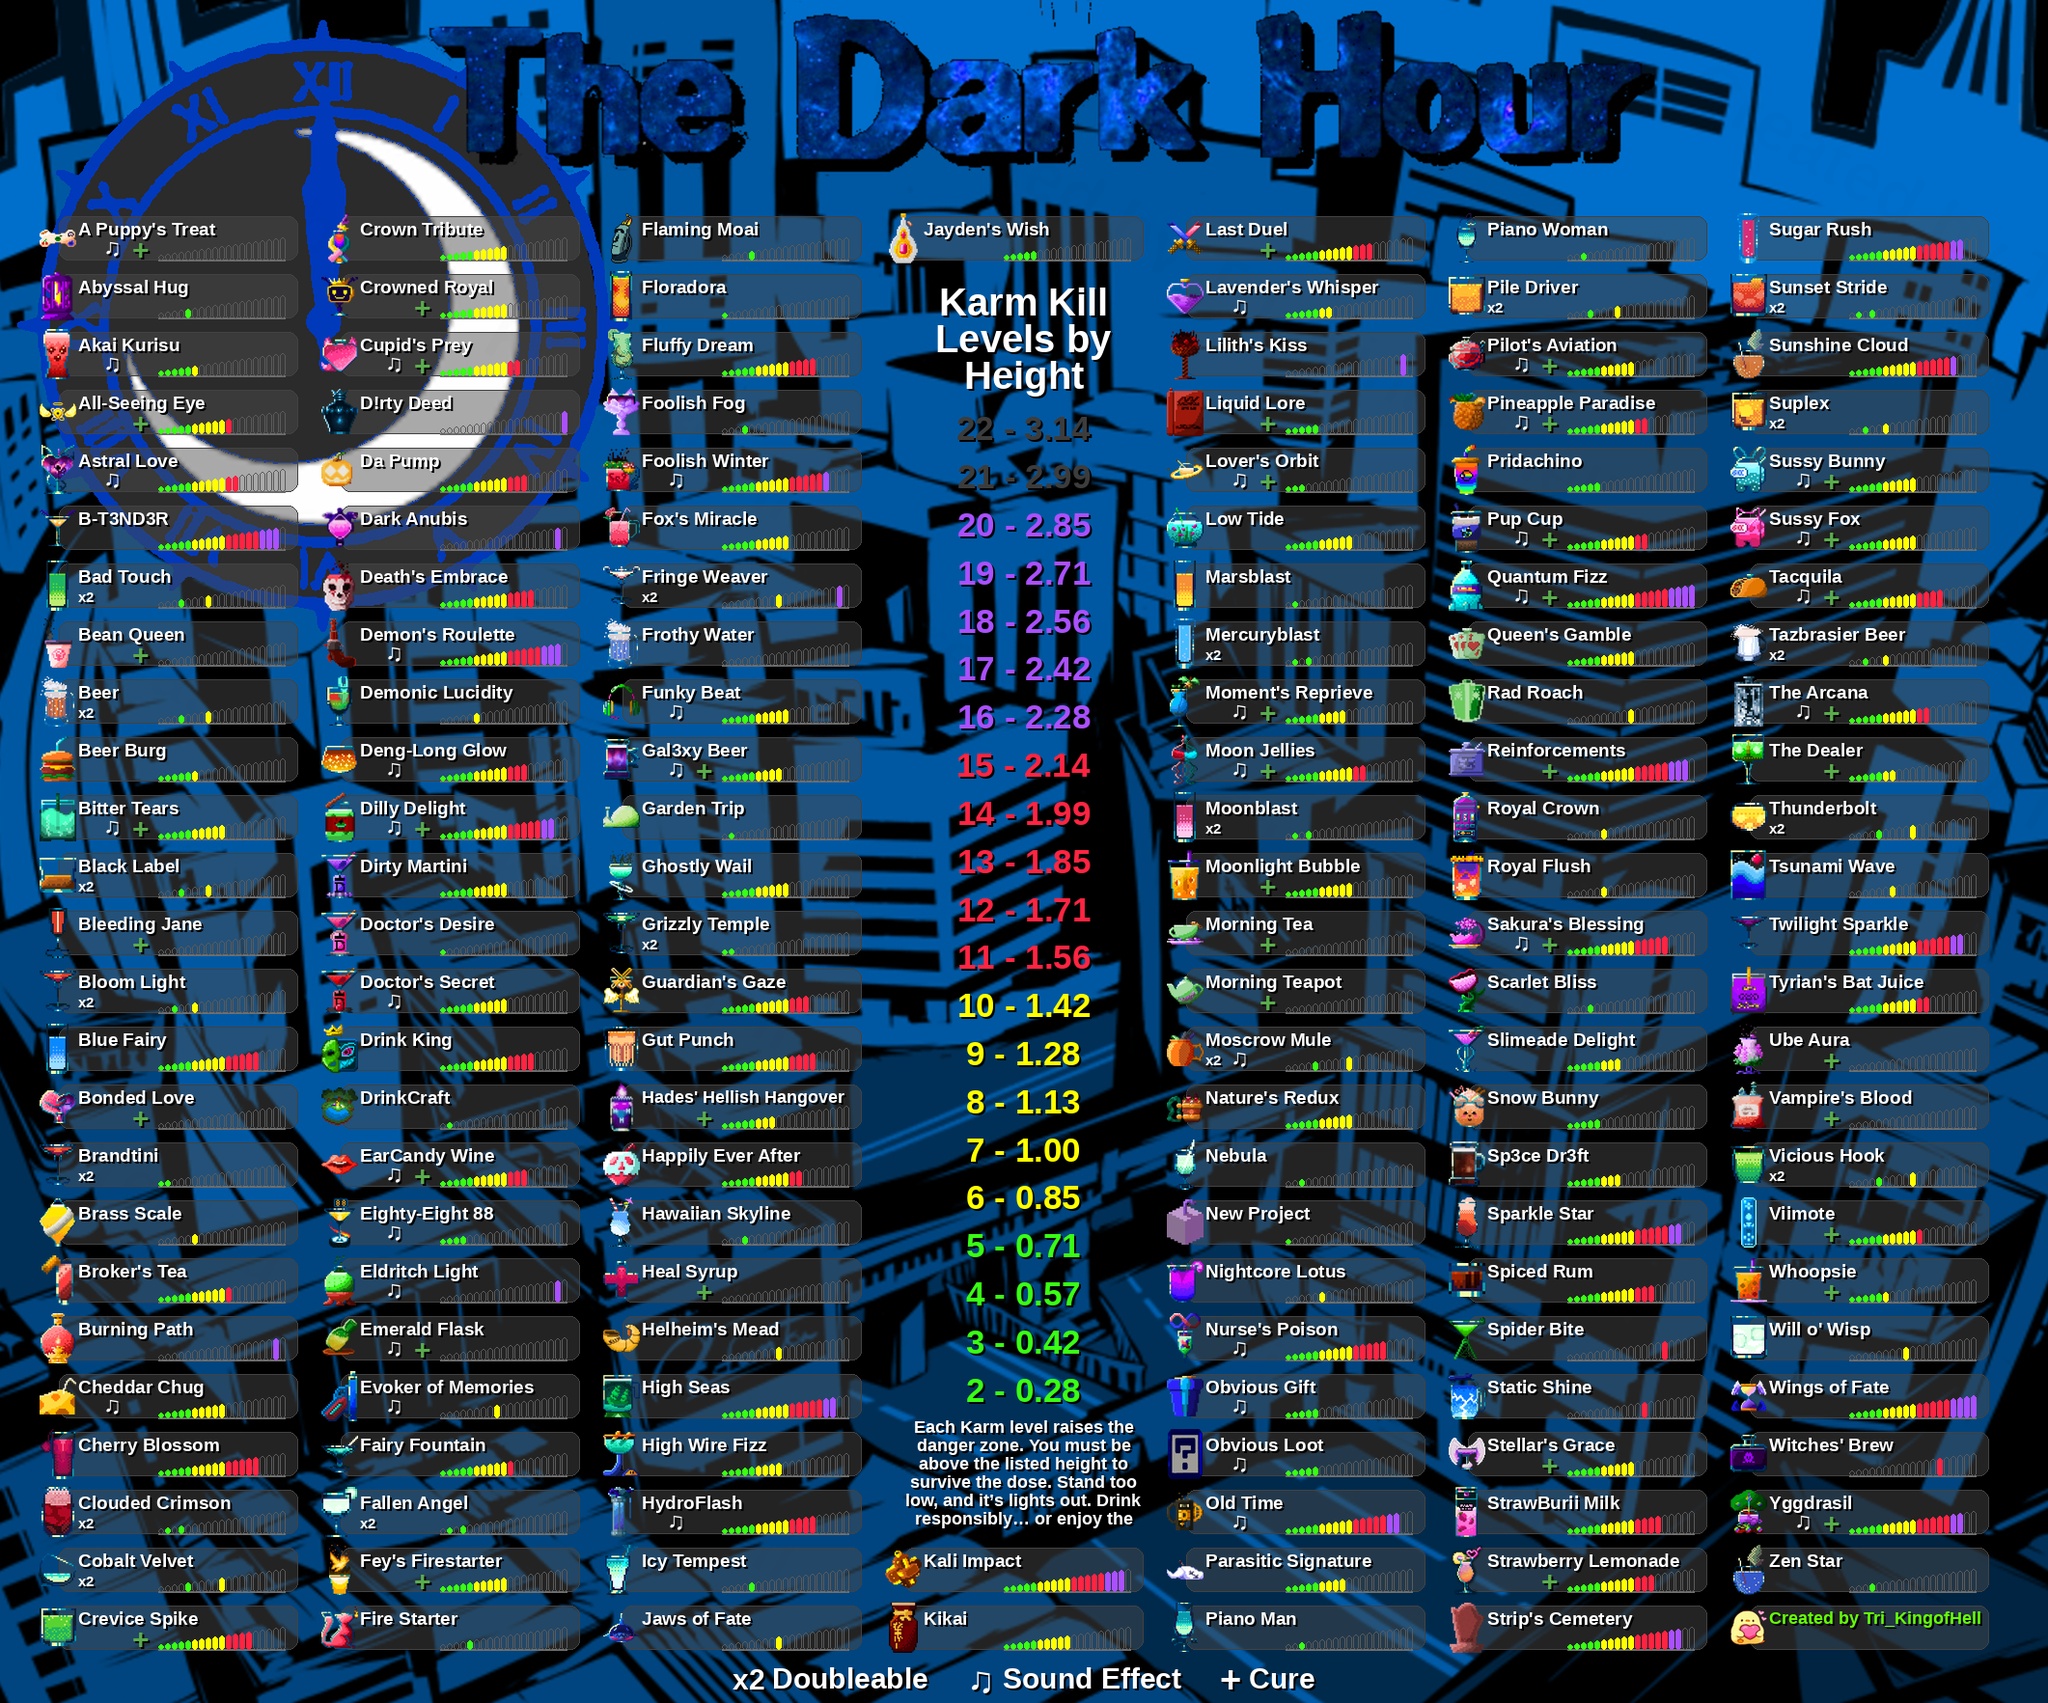 The Dark Hour
XI XII I II
A Puppy's Treat
Abyssal Hug
Akai Kurisu
All-Seeing Eye
Astral Love
B-T3ND3R
Bad Touch
x2
Bean Queen
Beer
x2
Beer Burg
Bitter Tears
Black Label
x2
Bleeding Jane
Bloom Light
x2
Blue Fairy
Bonded Love
Brandtini
x2
Brass Scale
Broker's Tea
Burning Path
Cheddar Chug
Cherry Blossom
Clouded Crimson
x2
Cobalt Velvet
x2
Crevice Spike
Crown Tribute
Crowned Royal
Cupid's Prey
D!rty Deed
Da Pump
Dark Anubis
Death's Embrace
Demon's Roulette
Demonic Lucidity
Deng-Long Glow
Dilly Delight
Dirty Martini
Doctor's Desire
Doctor's Secret
Drink King
DrinkCraft
EarCandy Wine
Eighty-Eight 88
Eldritch Light
Emerald Flask
Evoker of Memories
Fairy Fountain
Fallen Angel
x2
Fey's Firestarter
Fire Starter
Flaming Moai
Floradora
Fluffy Dream
Foolish Fog
Foolish Winter
Fox's Miracle
Fringe Weaver
x2
Frothy Water
Funky Beat
Gal3xy Beer
Garden Trip
Ghostly Wail
Grizzly Temple
x2
Guardian's Gaze
Gut Punch
Hades' Hellish Hangover
Happily Ever After
Hawaiian Skyline
Heal Syrup
Helheim's Mead
High Seas
High Wire Fizz
HydroFlash
Icy Tempest
Jaws of Fate
Jayden's Wish
Karm Kill
Levels by
Height
22 - 3.14
21 - 2.99
20 - 2.85
19 - 2.71
18 - 2.56
17 - 2.42
16 - 2.28
15 - 2.14
14 - 1.99
13 - 1.85
12 - 1.71
11 - 1.56
10 - 1.42
9 - 1.28
8 - 1.13
7 - 1.00
6 - 0.85
5 - 0.71
4 - 0.57
3 - 0.42
2 - 0.28
Each Karm level raises the
danger zone. You must be
above the listed height to
survive the dose. Stand too
low, and it's lights out. Drink
responsibly... or enjoy the
Kali Impact
Kikai
Last Duel
Lavender's Whisper
Lilith's Kiss
Liquid Lore
Lover's Orbit
Low Tide
Marsblast
Mercuryblast
x2
Moment's Reprieve
Moon Jellies
Moonblast
x2
Moonlight Bubble
Morning Tea
Morning Teapot
Moscrow Mule
x2
Nature's Redux
Nebula
New Project
Nightcore Lotus
Nurse's Poison
Obvious Gift
Obvious Loot
Old Time
Parasitic Signature
Piano Man
Piano Woman
Pile Driver
x2
Pilot's Aviation
Pineapple Paradise
Pridachino
Pup Cup
Quantum Fizz
Queen's Gamble
Rad Roach
Reinforcements
Royal Crown
Royal Flush
Sakura's Blessing
Scarlet Bliss
Slimeade Delight
Snow Bunny
Sp3ce Dr3ft
Sparkle Star
Spiced Rum
Spider Bite
Static Shine
Stellar's Grace
StrawBurii Milk
Strawberry Lemonade
Strip's Cemetery
Sugar Rush
Sunset Stride
x2
Sunshine Cloud
Suplex
x2
Sussy Bunny
Sussy Fox
Tacquila
Tazbrasier Beer
x2
The Arcana
The Dealer
Thunderbolt
x2
Tsunami Wave
Twilight Sparkle
Tyrian's Bat Juice
Ube Aura
Vampire's Blood
Vicious Hook
x2
Viimote
Whoopsie
Will o' Wisp
Wings of Fate
Witches' Brew
Yggdrasil
Zen Star
Created by Tri_KingofHell
x2 Doubleable ♫ Sound Effect + Cure